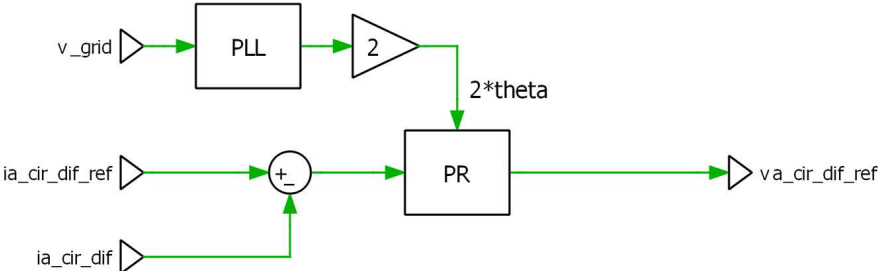 v_grid
PLL
2
2*theta
ia_cir_dif_ref
+
-
PR
va_cir_dif_ref
ia_cir_dif